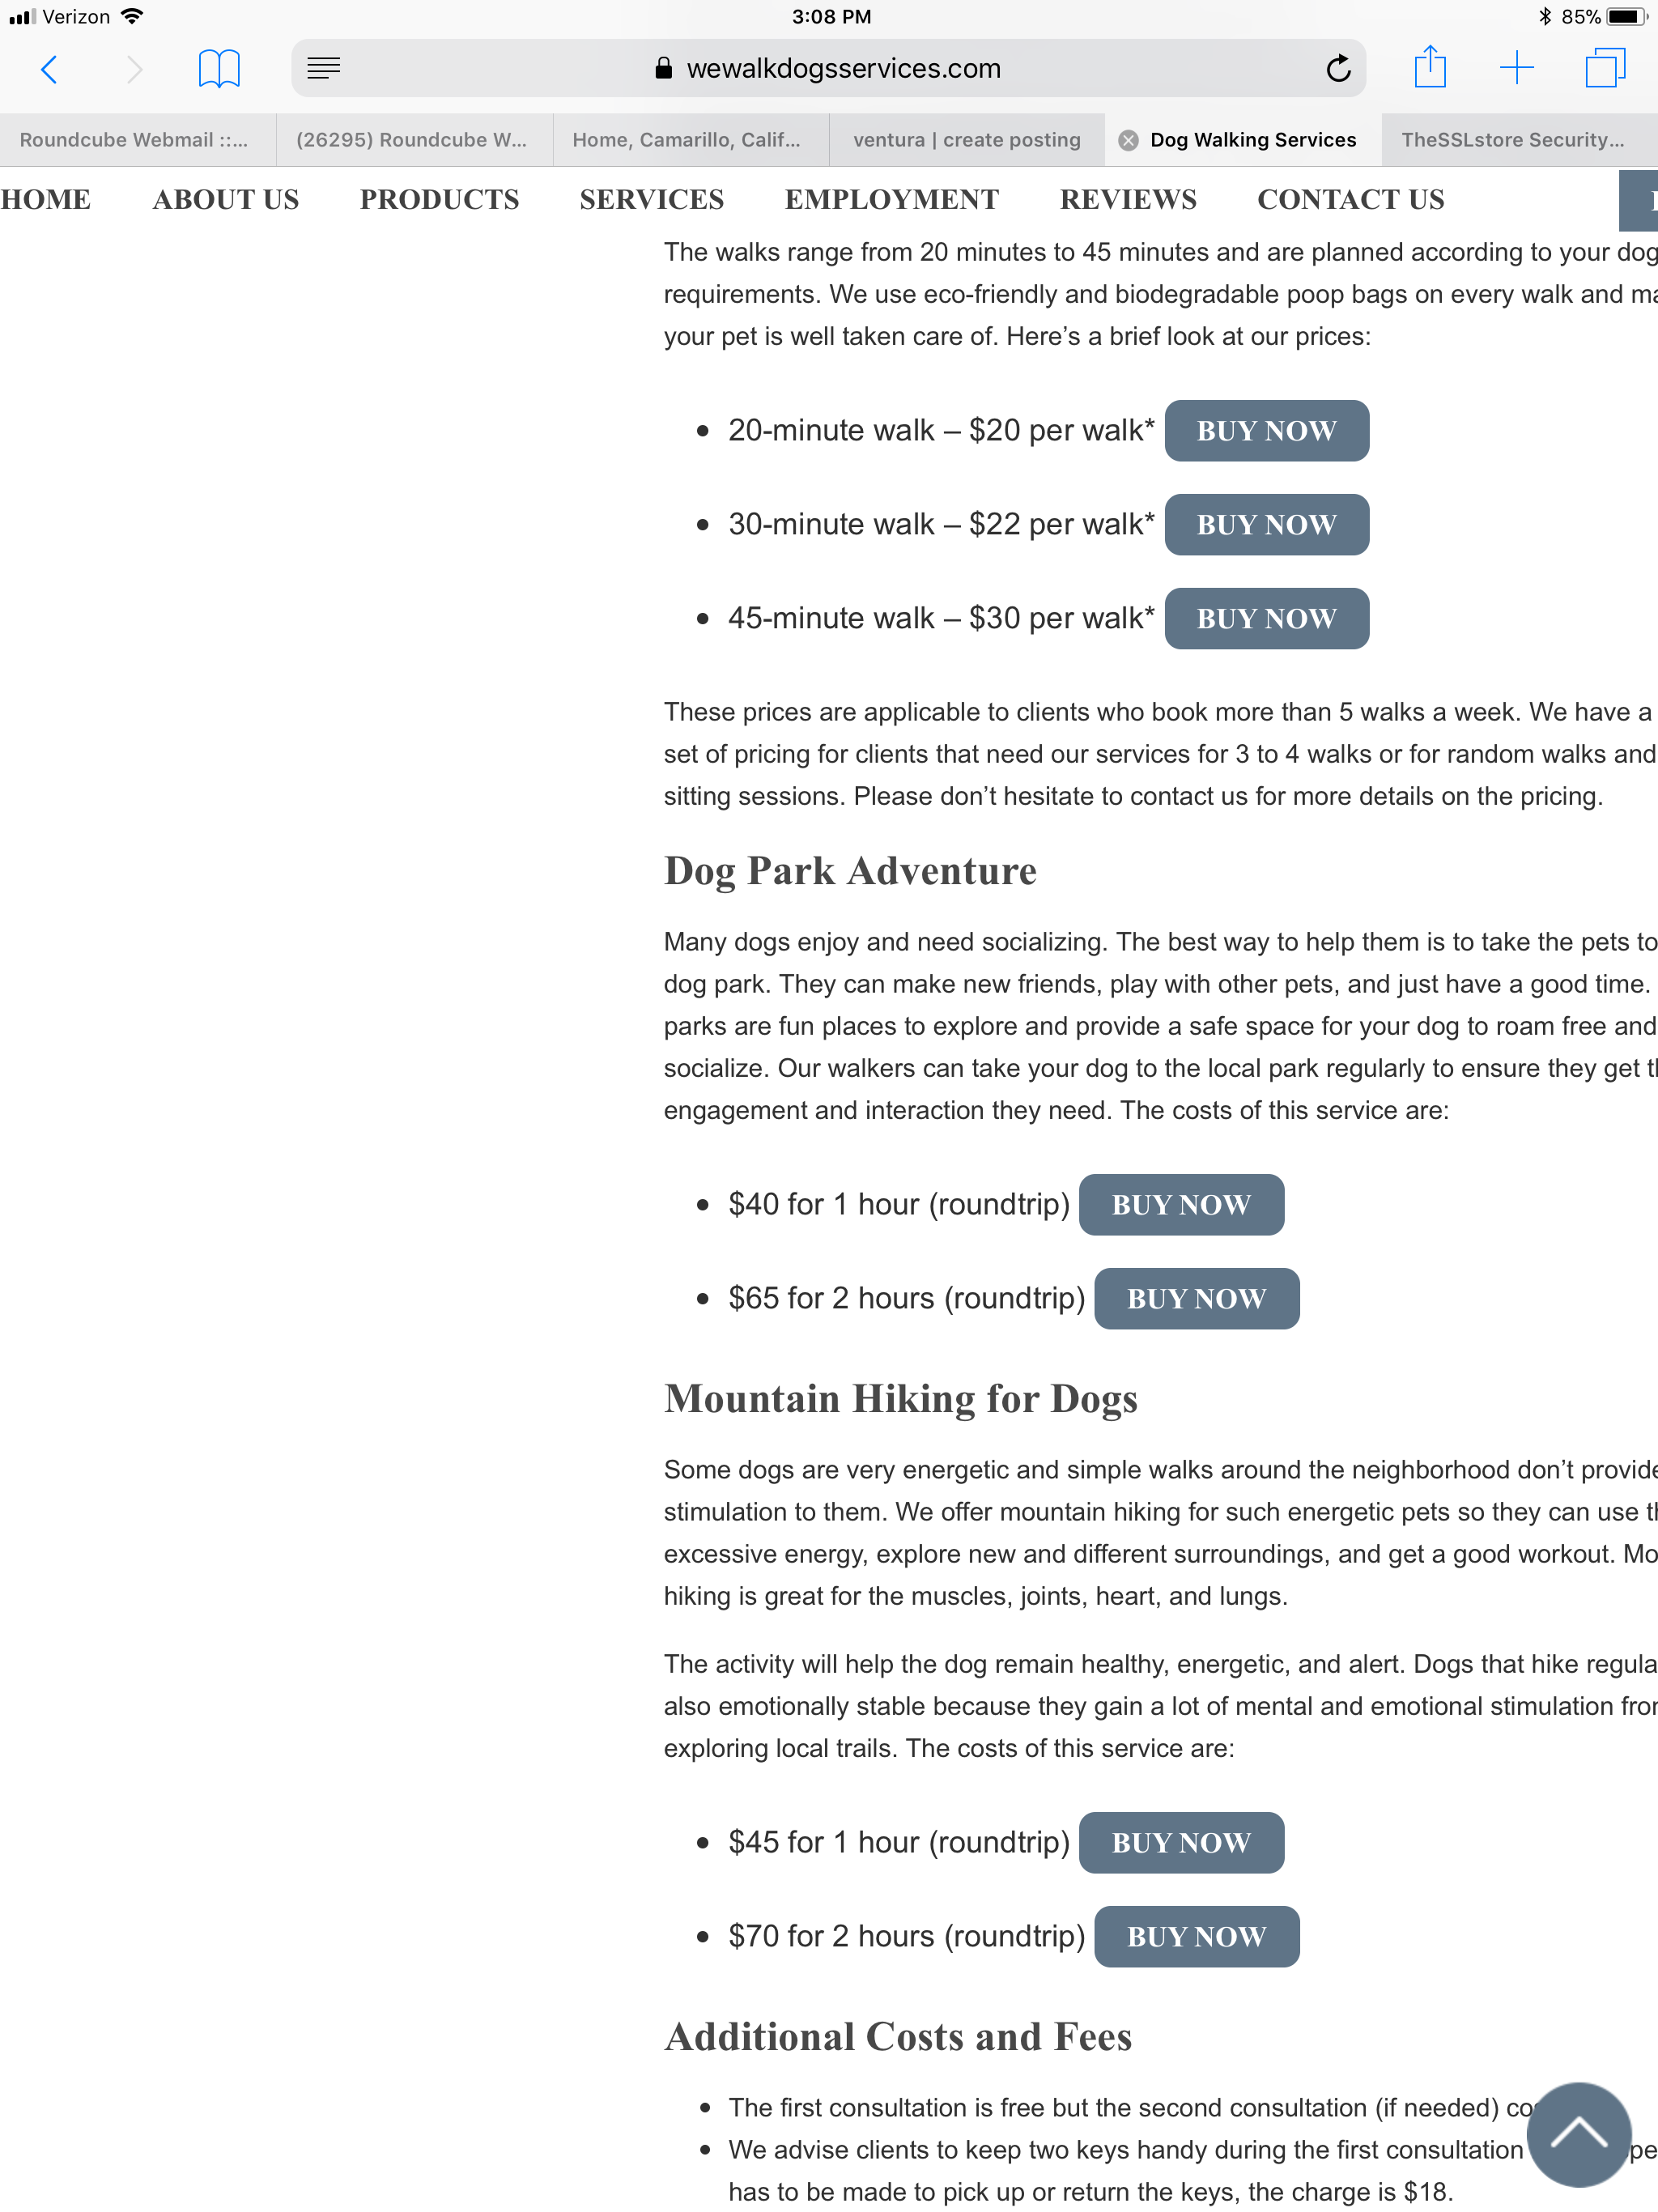 Verizon 3:08 PM 85%
wewalkdogsservices.com
Roundcube Webmail ::... (26295) Roundcube W... Home, Camarillo, Calif... ventura | create posting Dog Walking Services TheSSLstore Security...
HOME ABOUT US PRODUCTS SERVICES EMPLOYMENT REVIEWS CONTACT US
The walks range from 20 minutes to 45 minutes and are planned according to your dog
requirements. We use eco-friendly and biodegradable poop bags on every walk and ma
your pet is well taken care of. Here’s a brief look at our prices:
• 20-minute walk – $20 per walk* BUY NOW
• 30-minute walk – $22 per walk* BUY NOW
• 45-minute walk – $30 per walk* BUY NOW
These prices are applicable to clients who book more than 5 walks a week. We have a
set of pricing for clients that need our services for 3 to 4 walks or for random walks and
sitting sessions. Please don’t hesitate to contact us for more details on the pricing.
Dog Park Adventure
Many dogs enjoy and need socializing. The best way to help them is to take the pets to
dog park. They can make new friends, play with other pets, and just have a good time.
parks are fun places to explore and provide a safe space for your dog to roam free and
socialize. Our walkers can take your dog to the local park regularly to ensure they get
engagement and interaction they need. The costs of this service are:
• $40 for 1 hour (roundtrip) BUY NOW
• $65 for 2 hours (roundtrip) BUY NOW
Mountain Hiking for Dogs
Some dogs are very energetic and simple walks around the neighborhood don’t provide
stimulation to them. We offer mountain hiking for such energetic pets so they can use
excessive energy, explore new and different surroundings, and get a good workout. Mo
hiking is great for the muscles, joints, heart, and lungs.
The activity will help the dog remain healthy, energetic, and alert. Dogs that hike regula
also emotionally stable because they gain a lot of mental and emotional stimulation from
exploring local trails. The costs of this service are:
• $45 for 1 hour (roundtrip) BUY NOW
• $70 for 2 hours (roundtrip) BUY NOW
Additional Costs and Fees
• The first consultation is free but the second consultation (if needed)
• We advise clients to keep two keys handy during the first consultation
has to be made to pick up or return the keys, the charge is $18.